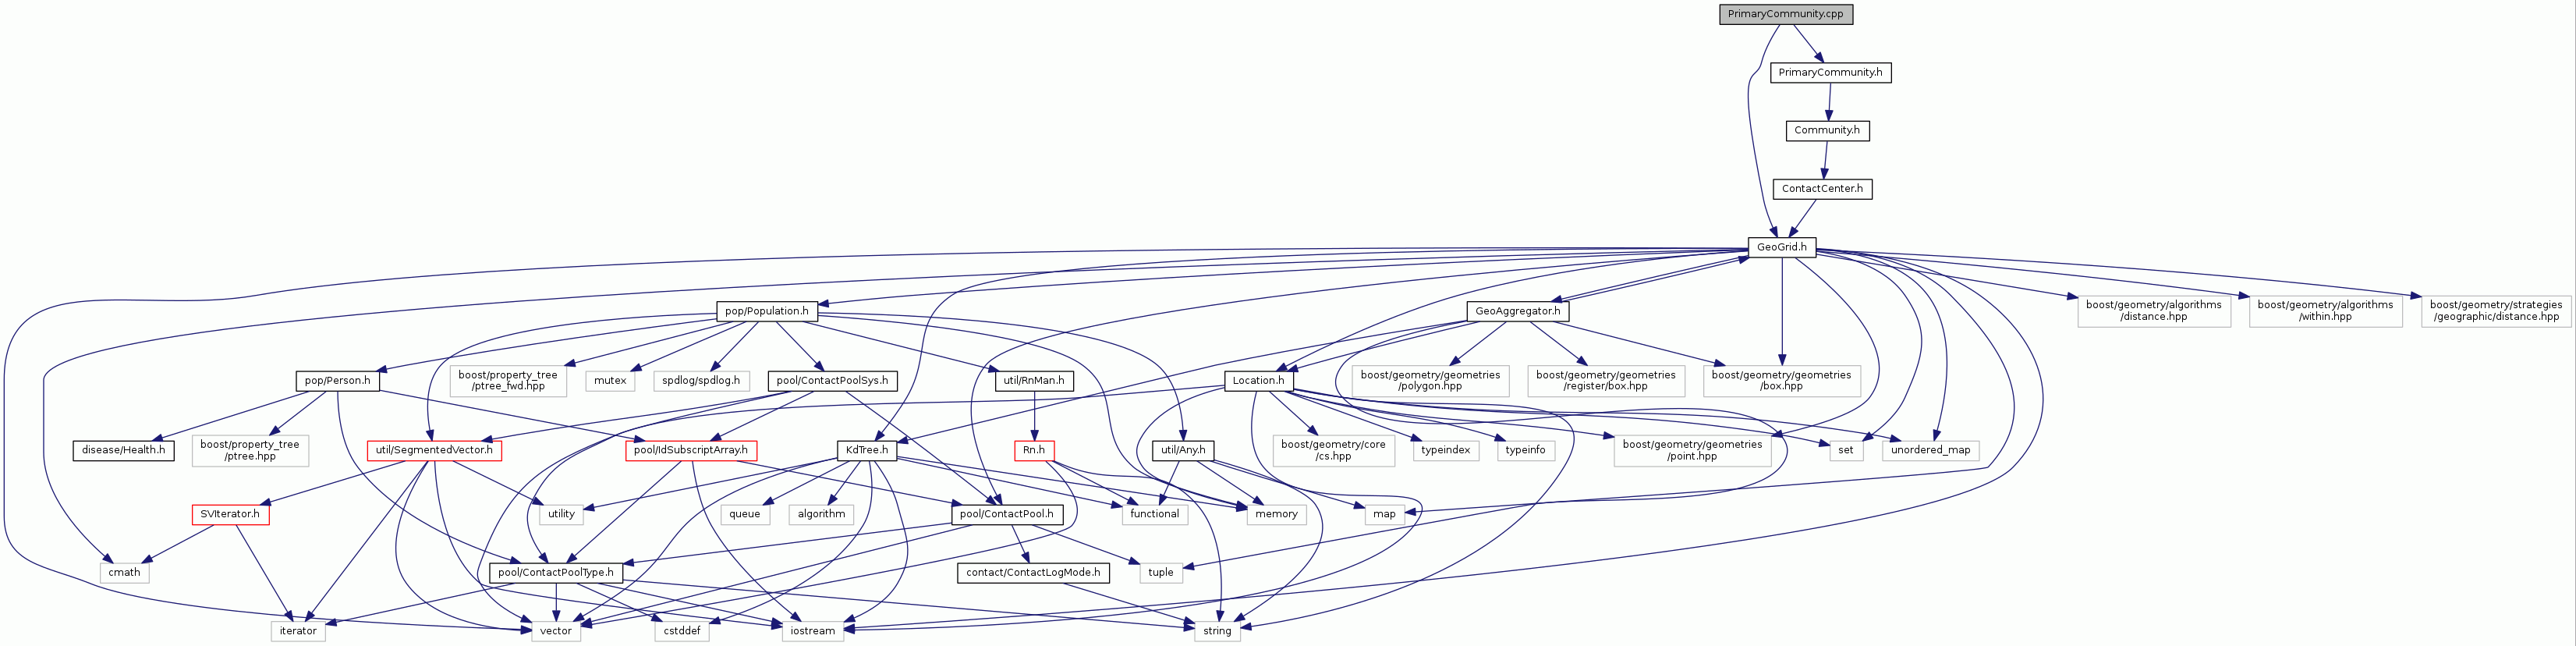 PrimaryCommunity.cpp
PrimaryCommunity.h
Community.h
ContactCenter.h
GeoGrid.h
pop/Population.h
GeoAggregator.h
boost/geometry/algorithms
/distance.hpp
boost/geometry/algorithms
/within.hpp
boost/geometry/strategies
/geographic/distance.hpp
pop/Person.h
boost/property_tree
/ptree_fwd.hpp
mutex
spdlog/spdlog.h
pool/ContactPoolSys.h
util/RnMan.h
Location.h
boost/geometry/geometries
/polygon.hpp
boost/geometry/geometries
/register/box.hpp
boost/geometry/geometries
/box.hpp
disease/Health.h
boost/property_tree
/ptree.hpp
util/SegmentedVector.h
pool/IdSubscriptArray.h
KdTree.h
Rn.h
util/Any.h
boost/geometry/core
/cs.hpp
typeindex
typeinfo
boost/geometry/geometries
/point.hpp
set
unordered_map
SVIterator.h
utility
queue
algorithm
pool/ContactPool.h
functional
memory
map
cmath
pool/ContactPoolType.h
contact/ContactLogMode.h
tuple
iterator
vector
cstddef
iostream
string